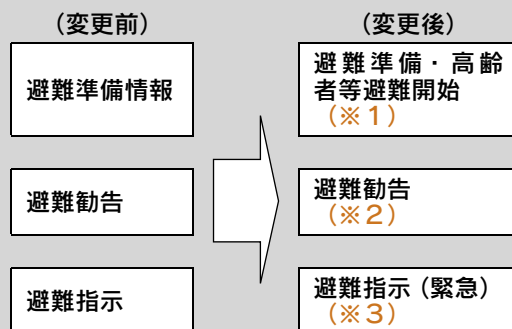 (変更前)
(変更後)
避難準備情報
避難準備・高齢
者等避難開始
(※1)
避難勧告
避難勧告
(※2)
避難指示
避難指示(緊急)
(※3)